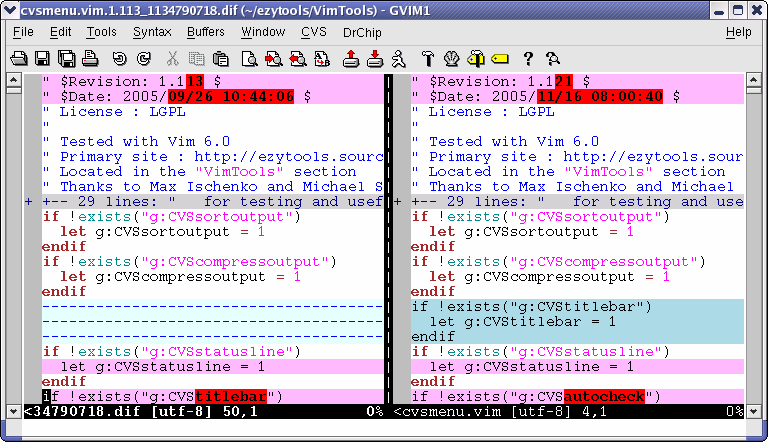 cvsmenu.vim.1.113_1134790718.dif (~/ezytools/VimTools) - GVIM1
File Edit Tools Syntax Buffers Window CVS DrChip Help
" $Revision: 1.113 $
" $Date: 2005/09/26 10:44:06 $
" License : LGPL
"
" Tested with Vim 6.0
" Primary site : http://ezytools.sourc
" Located in the "VimTools" section
" Thanks to Max Ischenko and Michael S
+ +-- 29 lines: "   for testing and usef
if !exists("g:CVSsortoutput")
  let g:CVSsortoutput = 1
endif
if !exists("g:CVScompressoutput")
  let g:CVScompressoutput = 1
endif
--------------------------------------
--------------------------------------
--------------------------------------
if !exists("g:CVSstatusline")
  let g:CVSstatusline = 1
endif
if !exists("g:CVStitlebar")
<34790718.dif [utf-8] 50,1 0%
" $Revision: 1.121 $
" $Date: 2005/11/16 08:00:40 $
" License : LGPL
"
" Tested with Vim 6.0
" Primary site : http://ezytools.sour
" Located in the "VimTools" section
" Thanks to Max Ischenko and Michael
+ +-- 29 lines: "   for testing and use
if !exists("g:CVSsortoutput")
  let g:CVSsortoutput = 1
endif
if !exists("g:CVScompressoutput")
  let g:CVScompressoutput = 1
endif
if !exists("g:CVStitlebar")
  let g:CVStitlebar = 1
endif
if !exists("g:CVSstatusline")
  let g:CVSstatusline = 1
endif
if !exists("g:CVSautocheck")
<cvsmenu.vim [utf-8] 4,1 0%